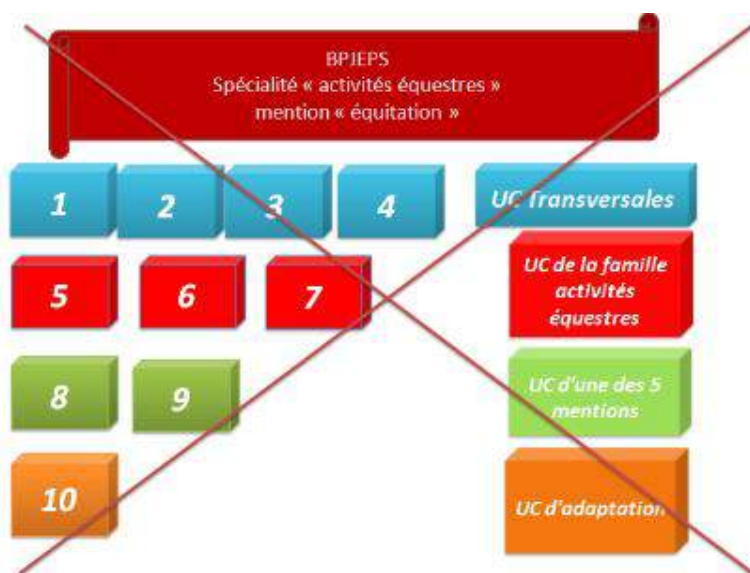 BPJEPS
Spécialité « activités équestres »
mention « équitation »
1 2 3 4 UC Transversales
5 6 7 UC de la famille
activités
équestres
8 9 UC d'une des 5
mentions
10 UC d'adaptation